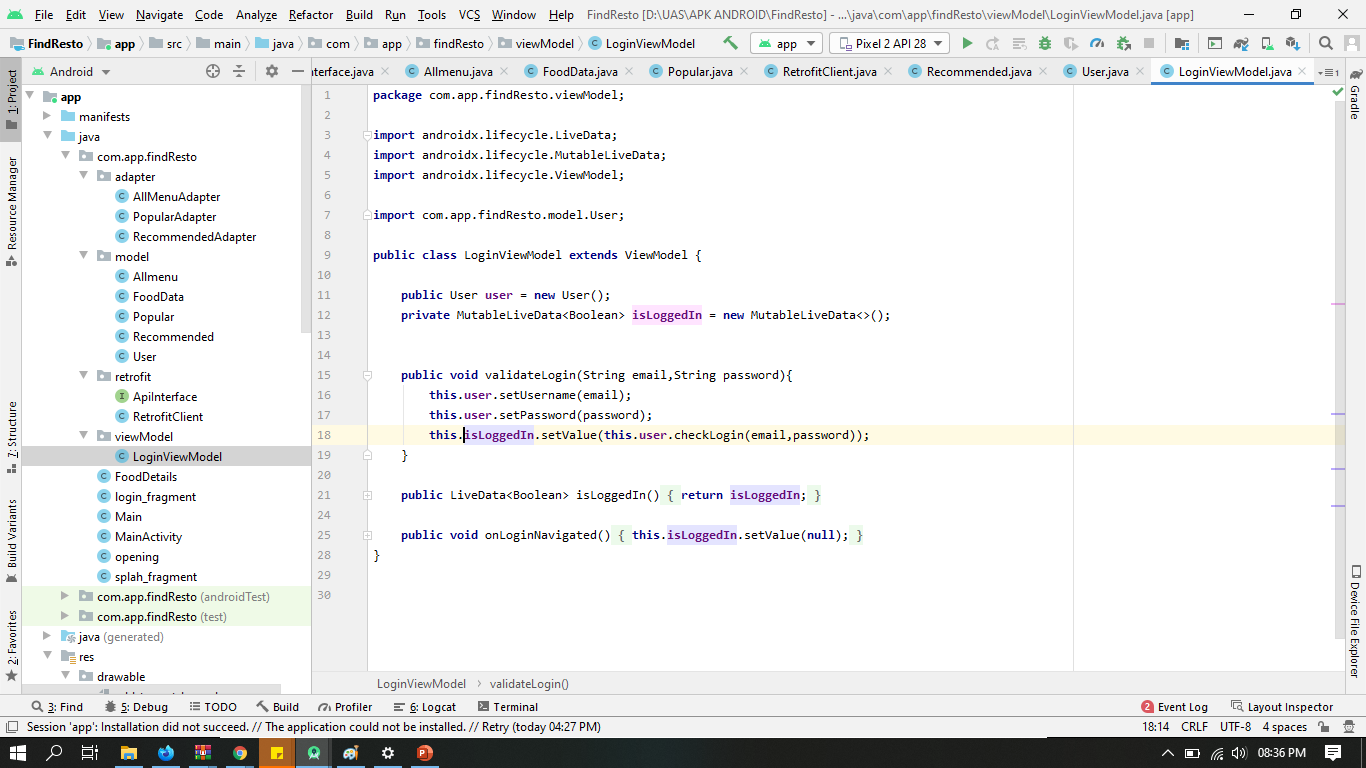 File Edit View Navigate Code Analyze Refactor Build Run Tools VCS Window Help FindResto [D:\UAS\APK ANDROID\FindResto] - ...\java\com\app\findResto\viewModel\LoginViewModel.java [app]
FindResto app src main java com app findResto viewModel LoginViewModel app Pixel 2 API 28
Android
nterface.java Allmenu.java FoodData.java Popular.java RetrofitClient.java Recommended.java User.java LoginViewModel.java
1: Project
Resource Manager
7: Structure
Build Variants
2: Favorites
app
manifests
java
com.app.findResto
adapter
AllMenuAdapter
PopularAdapter
RecommendedAdapter
model
Allmenu
FoodData
Popular
Recommended
User
retrofit
ApiInterface
RetrofitClient
viewModel
LoginViewModel
FoodDetails
login_fragment
Main
MainActivity
opening
splah_fragment
com.app.findResto (androidTest)
com.app.findResto (test)
java (generated)
res
drawable
1 package com.app.findResto.viewModel;
2
3 import androidx.lifecycle.LiveData;
4 import androidx.lifecycle.MutableLiveData;
5 import androidx.lifecycle.ViewModel;
6
7 import com.app.findResto.model.User;
8
9 public class LoginViewModel extends ViewModel {
10
11 public User user = new User();
12 private MutableLiveData<Boolean> isLoggedIn = new MutableLiveData<>();
13
14
15 public void validateLogin(String email,String password){
16 this.user.setUsername(email);
17 this.user.setPassword(password);
18 this.isLoggedIn.setValue(this.user.checkLogin(email,password));
19 }
20
21 public LiveData<Boolean> isLoggedIn() { return isLoggedIn; }
24
25 public void onLoginNavigated() { this.isLoggedIn.setValue(null); }
28 }
29
30
LoginViewModel > validateLogin()
Gradle
Device File Explorer
3: Find 5: Debug TODO Build Profiler 6: Logcat Terminal 2 Event Log Layout Inspector
Session 'app': Installation did not succeed. // The application could not be installed. // Retry (today 04:27 PM) 18:14 CRLF UTF-8 4 spaces
08:36 PM